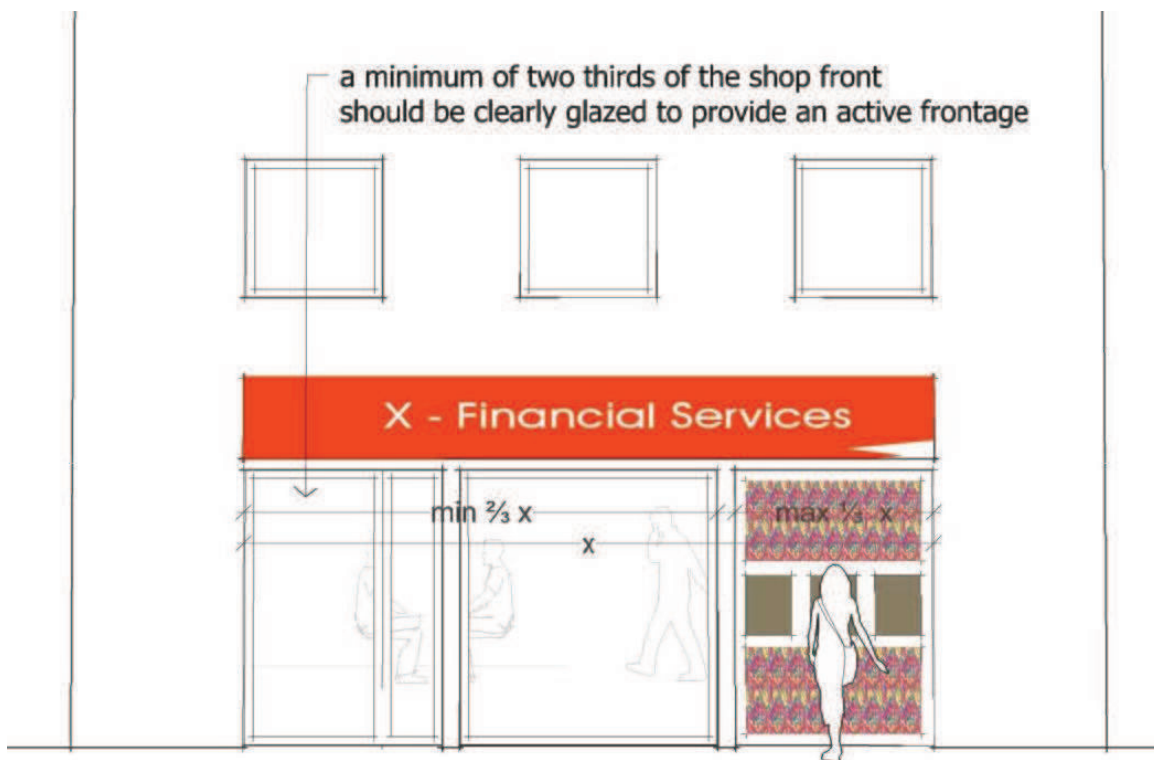 a minimum of two thirds of the shop front
should be clearly glazed to provide an active frontage
X - Financial Services
min ⅔ x
max ⅓ x
x